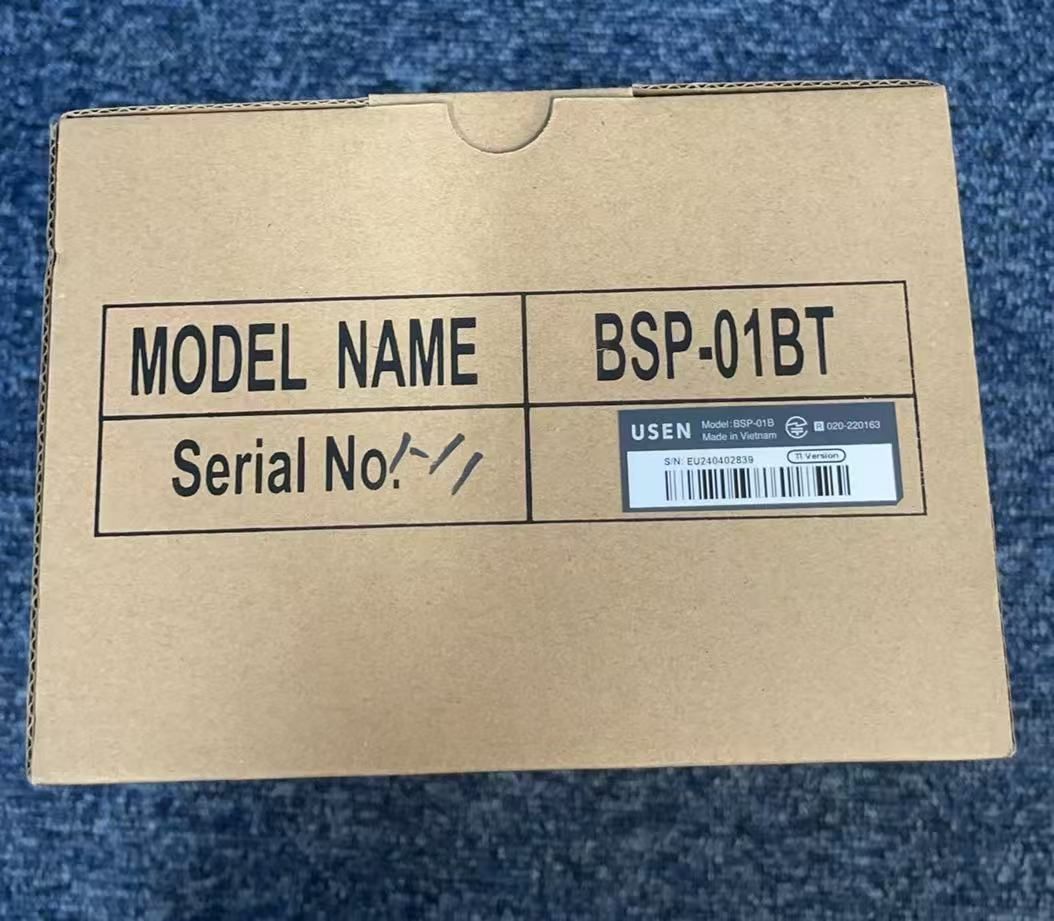 MODEL NAME
BSP-01BT
Serial No.
USEN
Model:BSP-01B
Made in Vietnam
R 020-220163
S/N: EU240402839
TI Version